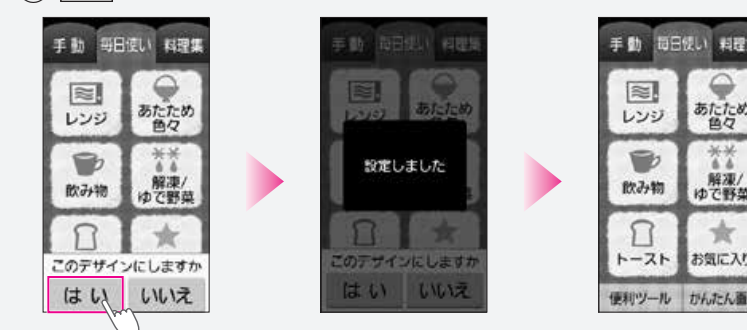 手動 毎日使い 料理集
レンジ
あたため
色々
飲み物
解凍/
ゆで野菜
このデザインにしますか
はい いいえ
手動 毎日使い 料理集
レンジ
あたため
設定しました
このデザインにしますか
はい いいえ
手動 毎日使い 料理
レンジ
あたため
色々
飲み物
解凍/
ゆで野菜
トースト
お気に入り
便利ツール かんたん画